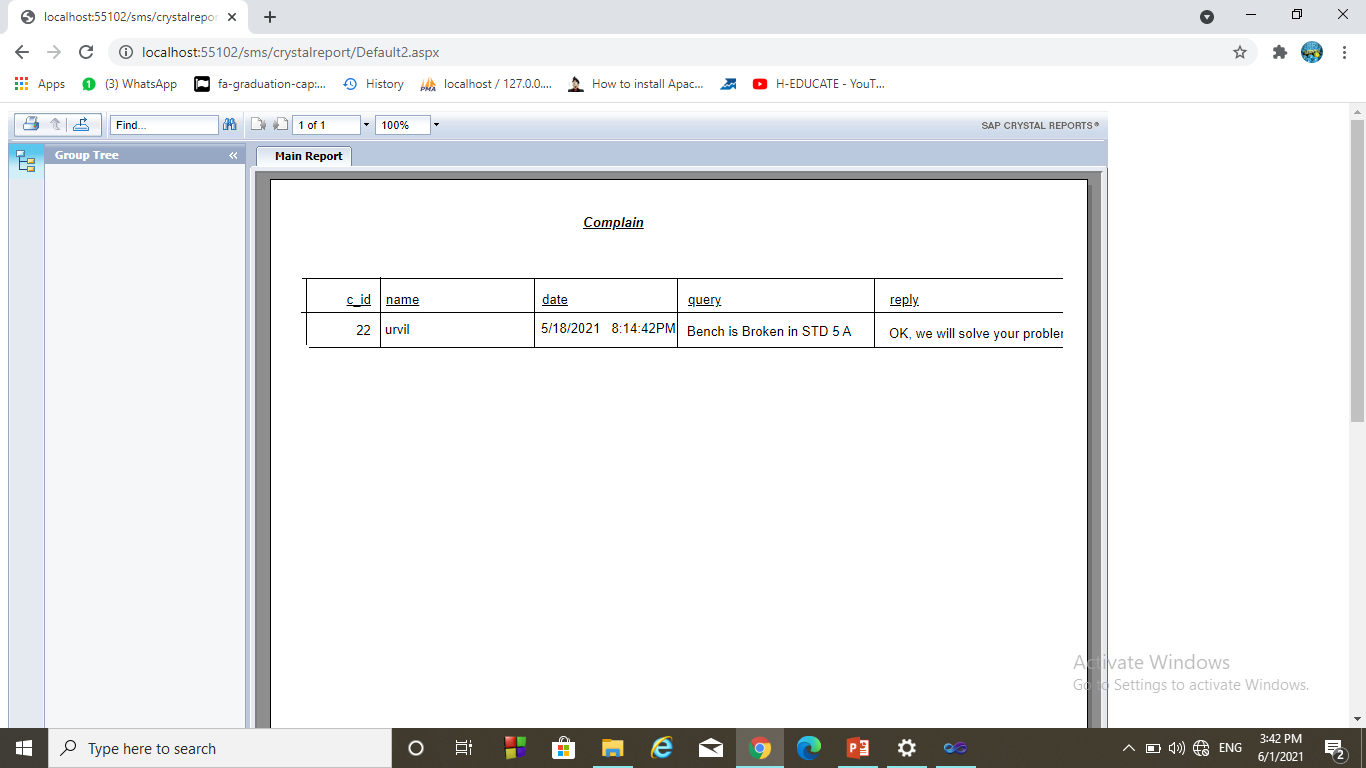 localhost:55102/sms/crystalrepor
localhost:55102/sms/crystalreport/Default2.aspx
Apps (3) WhatsApp fa-graduation-cap:... History localhost / 127.0.0.... How to install Apac... H-EDUCATE - YouT...
Find... 1 of 1 100% SAP CRYSTAL REPORTS®
Group Tree
Main Report
Complain
c_id name date query reply
22 urvil 5/18/2021 8:14:42PM Bench is Broken in STD 5 A OK, we will solve your probler
Activate Windows
Go to Settings to activate Windows.
Type here to search
ENG
3:42 PM
6/1/2021
2